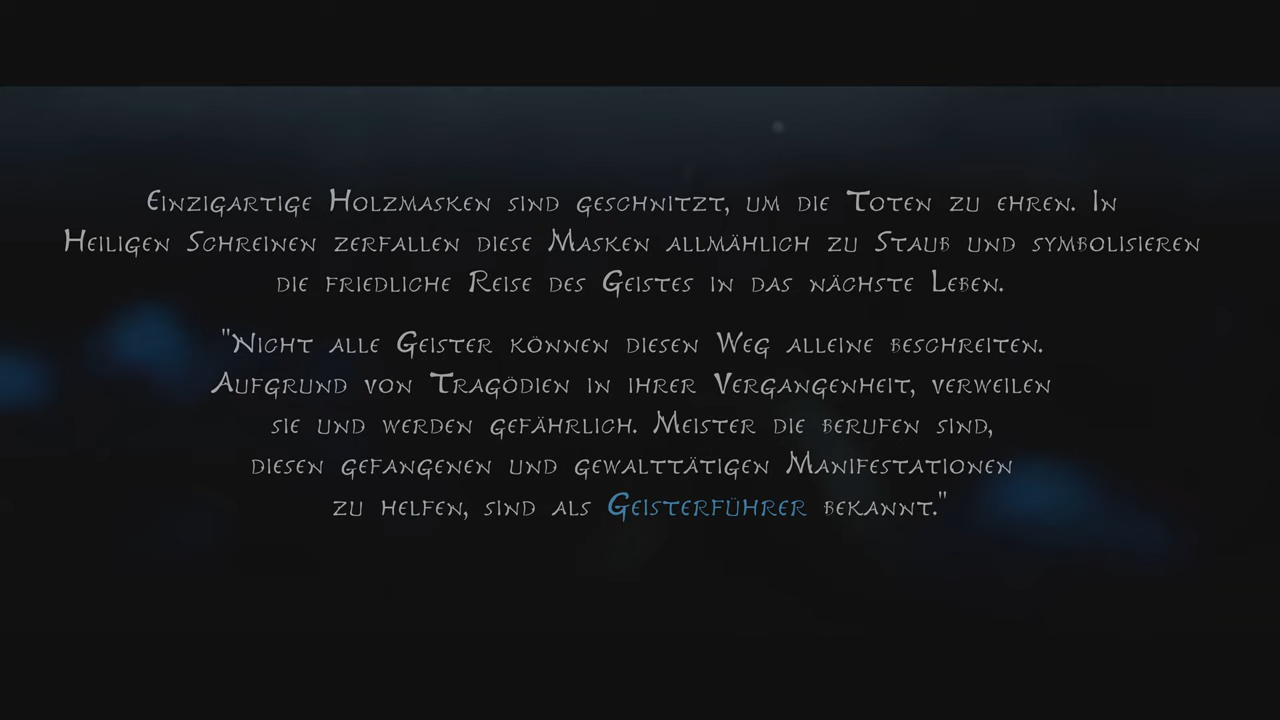 Einzigartige Holzmasken sind geschnitzt, um die Toten zu ehren. In
Heiligen Schreinen zerfallen diese Masken allmählich zu Staub und symbolisieren
die friedliche Reise des Geistes in das nächste Leben.
"Nicht alle Geister können diesen Weg alleine beschreiten.
Aufgrund von Tragödien in ihrer Vergangenheit, verweilen
sie und werden gefährlich. Meister die berufen sind,
diesen gefangenen und gewalttätigen Manifestationen
zu helfen, sind als Geisterführer bekannt."